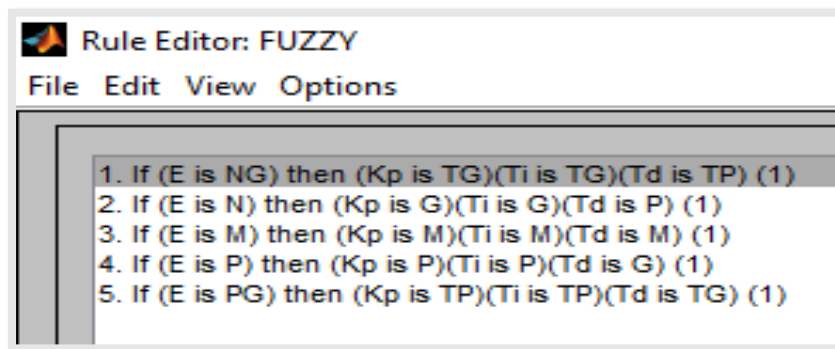 Rule Editor: FUZZY
File Edit View Options
1. If (E is NG) then (Kp is TG)(Ti is TG)(Td is TP) (1)
2. If (E is N) then (Kp is G)(Ti is G)(Td is P) (1)
3. If (E is M) then (Kp is M)(Ti is M)(Td is M) (1)
4. If (E is P) then (Kp is P)(Ti is P)(Td is G) (1)
5. If (E is PG) then (Kp is TP)(Ti is TP)(Td is TG) (1)